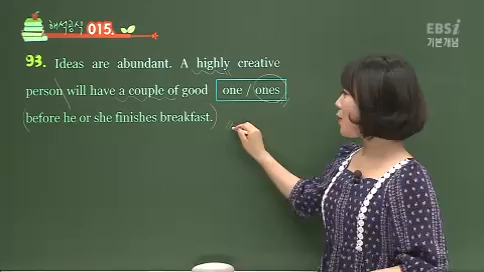 해석공식 015.
EBSi
기본개념
93. Ideas are abundant. A highly creative
person will have a couple of good one / ones
before he or she finishes breakfast.